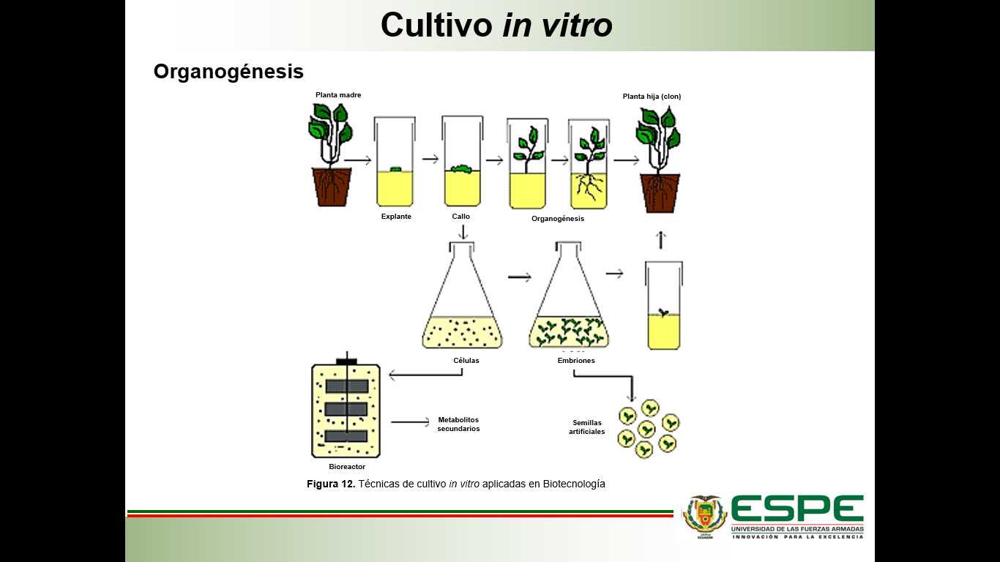 Cultivo in vitro
Organogénesis
Planta madre
Planta hija (clon)
Explante
Callo
Organogénesis
Células
Embriones
Metabolitos
secundarios
Semillas
artificiales
Bioreactor
Figura 12. Técnicas de cultivo in vitro aplicadas en Biotecnología
ESPE
UNIVERSIDAD DE LAS FUERZAS ARMADAS
INNOVACIÓN PARA LA EXCELENCIA
ECUADOR